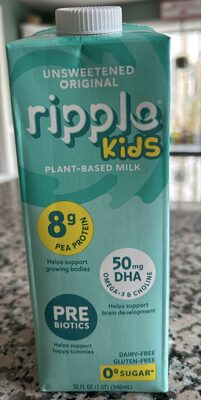 UNSWEETENED
ORIGINAL
ripple
KiDS
PLANT-BASED MILK
8g
PEA PROTEIN
Helps support
growing bodies
50mg
DHA
OMEGA-3 & CHOLINE
Helps support
brain development
PRE
BIOTICS
Helps support
happy tummies
DAIRY-FREE
GLUTEN-FREE
0g SUGAR*
32 FL OZ (1 QT) (946mL)